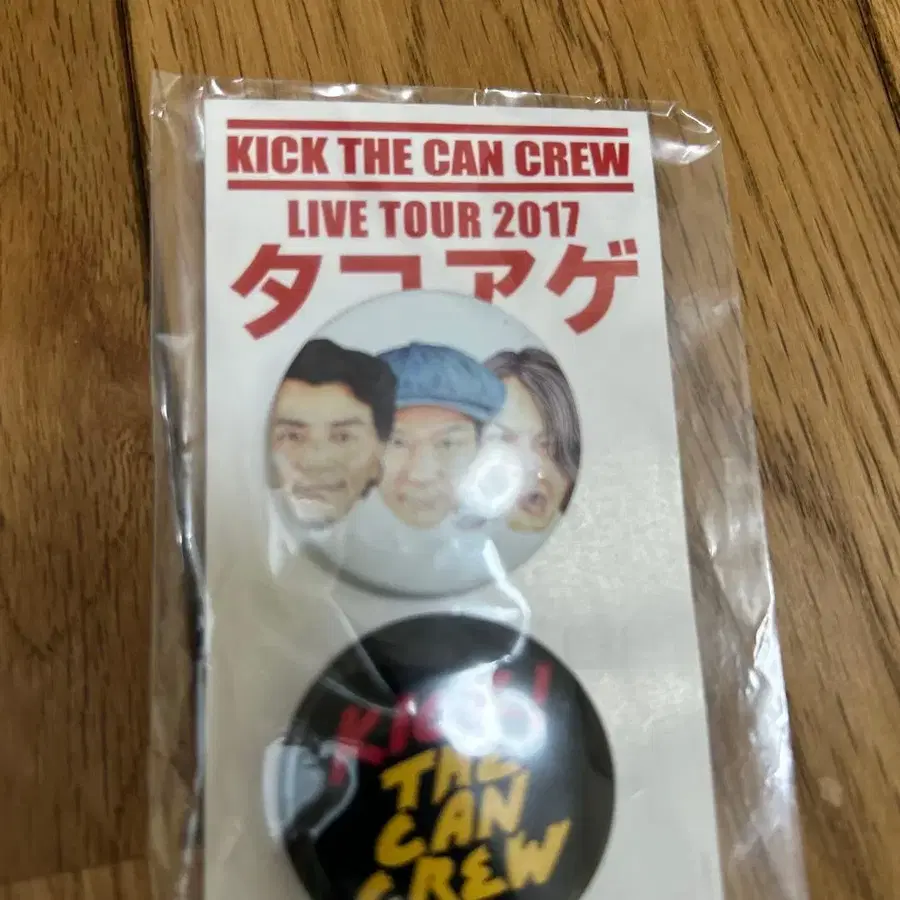 KICK THE CAN CREW
LIVE TOUR 2017
タコアゲ
KICK
THE
CAN
CREW